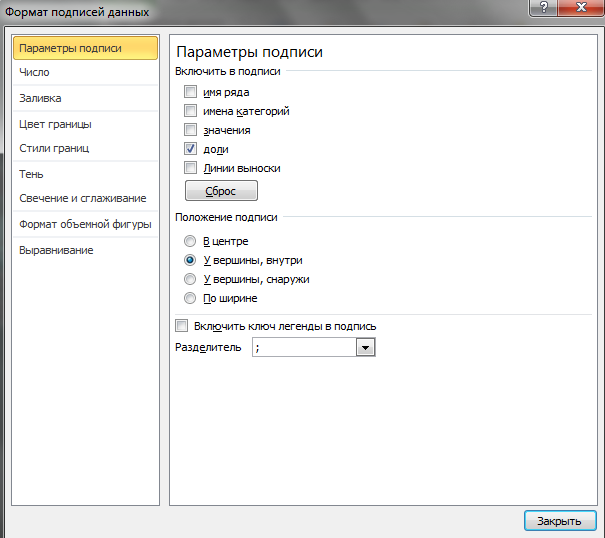 Формат подписей данных
Параметры подписи
Число
Заливка
Цвет границы
Стили границ
Тень
Свечение и сглаживание
Формат объемной фигуры
Выравнивание
Параметры подписи
Включить в подписи
имя ряда
имена категорий
значения
доли
Линии выноски
Сброс
Положение подписи
В центре
У вершины, внутри
У вершины, снаружи
По ширине
Включить ключ легенды в подпись
Разделитель ;
Закрыть